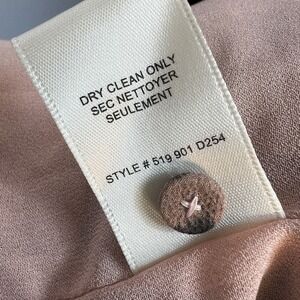 DRY CLEAN ONLY
SEC NETTOYER
SEULEMENT
STYLE # 519 901 D254